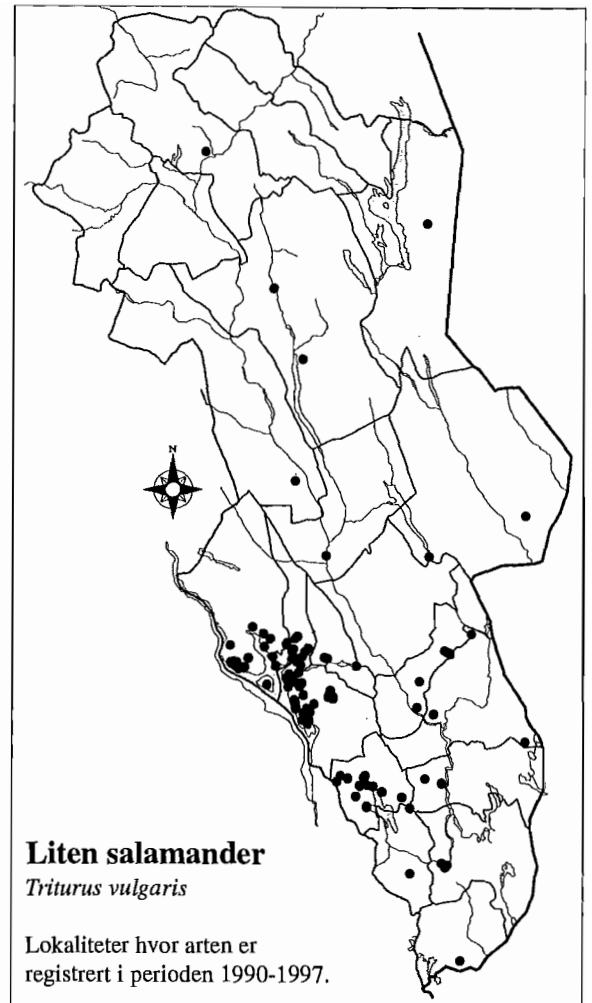 N
Liten salamander
Triturus vulgaris
Lokaliteter hvor arten er
registrert i perioden 1990-1997.